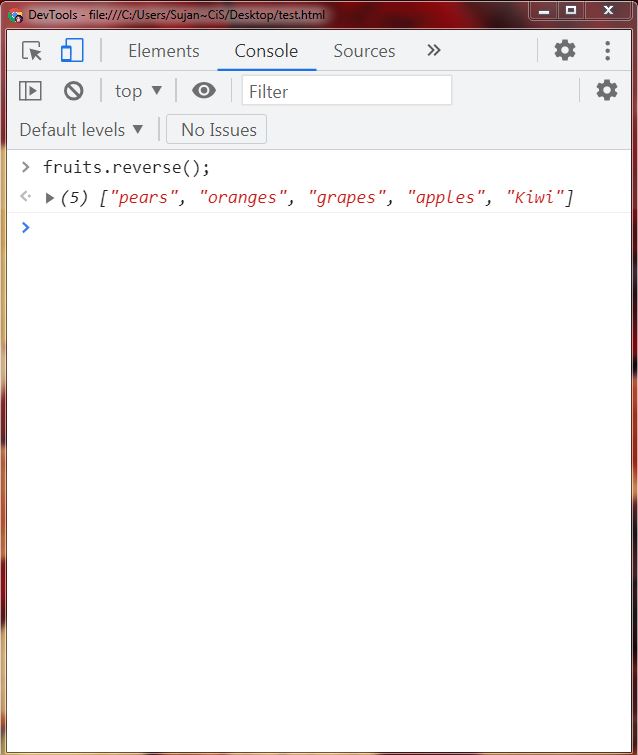 DevTools - file:///C:/Users/Sujan~CiS/Desktop/test.html
Elements Console Sources
top Filter
Default levels No Issues
fruits.reverse();
(5) ["pears", "oranges", "grapes", "apples", "Kiwi"]